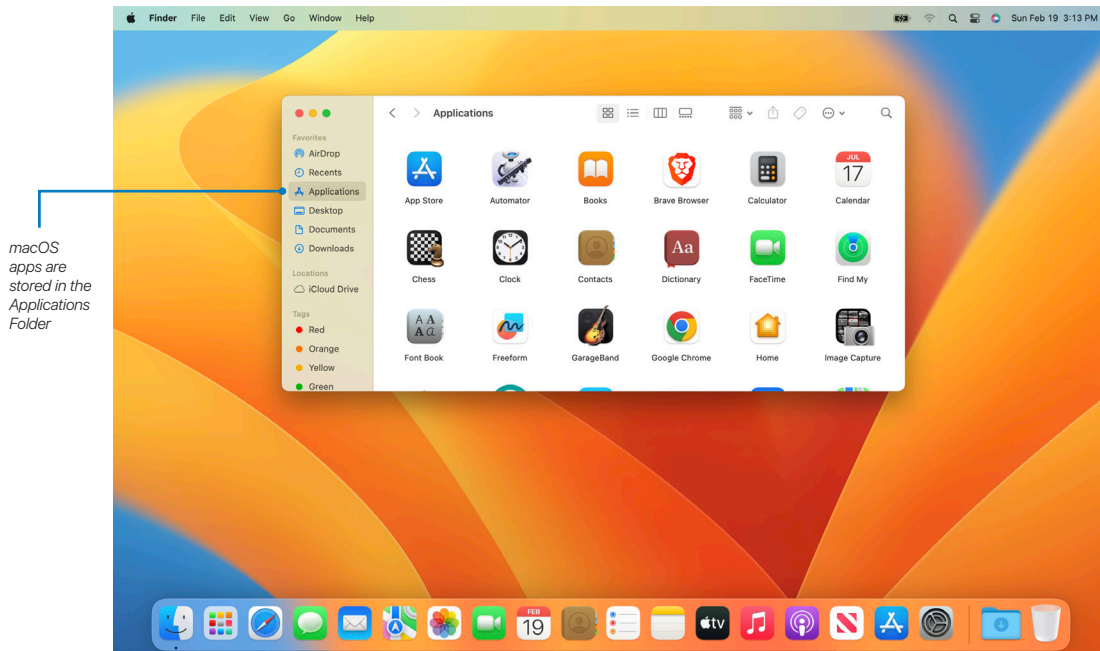 Finder File Edit View Go Window Help
Sun Feb 19 3:13 PM
Applications
Favorites
AirDrop
Recents
Applications
Desktop
Documents
Downloads
Locations
iCloud Drive
Tags
Red
Orange
Yellow
Green
JUL
17
App Store Automator Books Brave Browser Calculator Calendar
Aa
Chess Clock Contacts Dictionary FaceTime Find My
A A
A a
Font Book Freeform GarageBand Google Chrome Home Image Capture
macOS
apps are
stored in the
Applications
Folder
FEB
19
tv